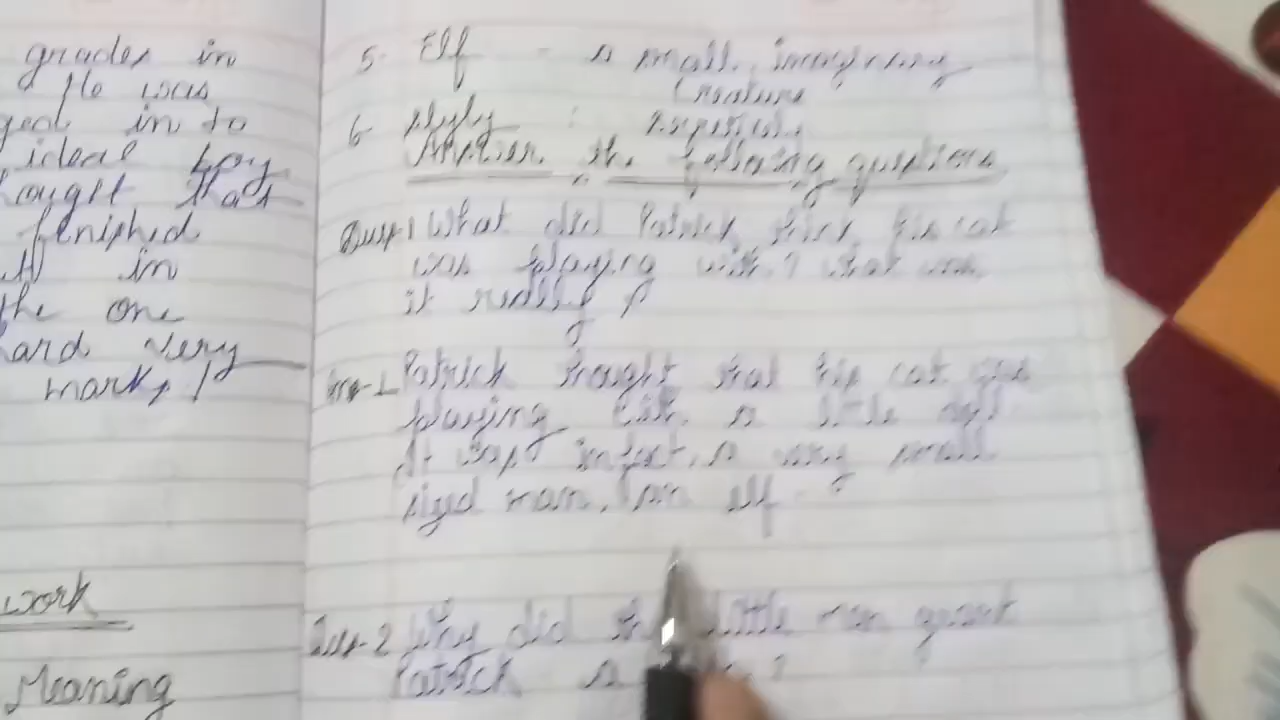 grades in
He was
in to
ideal boy
that
finished
in
the one
hard very
marks!
work
Meaning
5. Elf - a small imaginary
Creature
6
Answer the following questions
Ques-1 What did Patrick think his cat
was playing with? What was
it really?
Ans-1 Patrick thought that his cat was
playing with a little doll
It was infact a very small
sized man, an elf
Ques-2 Why did the little man grant
Patrick a